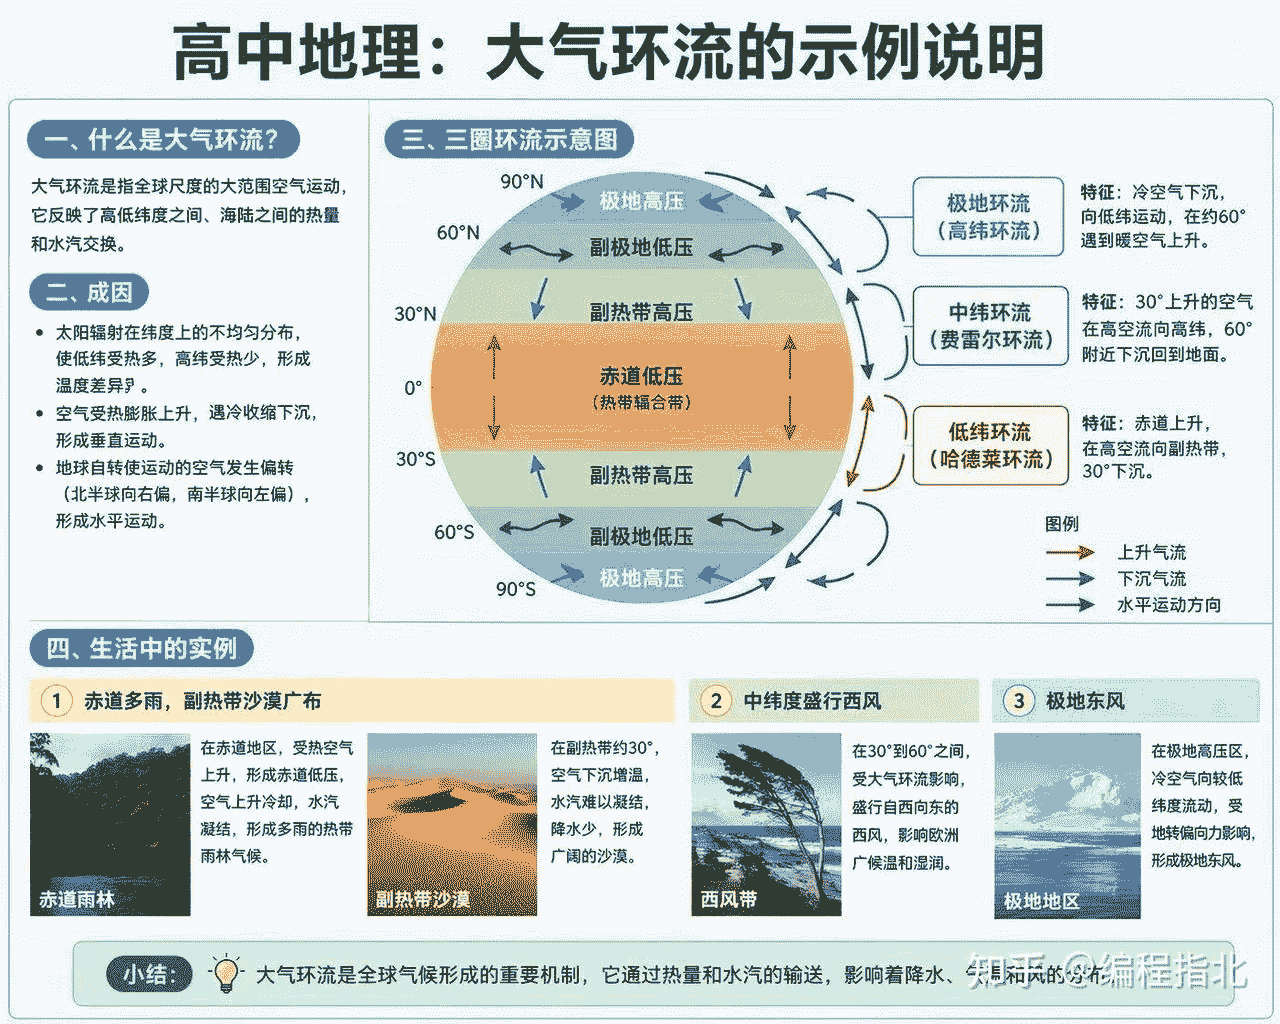 高中地理：大气环流的示例说明
一、什么是大气环流?
大气环流是指全球尺度的大范围空气运动，
它反映了高低纬度之间、海陆之间的热量
和水汽交换。
二、成因
• 太阳辐射在纬度上的不均匀分布，
使低纬受热多，高纬受热少，形成
温度差异。
• 空气受热膨胀上升，遇冷收缩下沉，
形成垂直运动。
• 地球自转使运动的空气发生偏转
（北半球向右偏，南半球向左偏），
形成水平运动。
三、三圈环流示意图
90°N
60°N
30°N
0°
30°S
60°S
90°S
极地高压
副极地低压
副热带高压
赤道低压
（热带辐合带）
副热带高压
副极地低压
极地高压
极地环流
（高纬环流）
特征：冷空气下沉，
向低纬运动，在约60°
遇到暖空气上升。
中纬环流
（费雷尔环流）
特征：30°上升的空气
在高空流向高纬，60°
附近下沉回到地面。
低纬环流
（哈德莱环流）
特征：赤道上升，
在高空流向副热带，
30°下沉。
图例
上升气流
下沉气流
水平运动方向
四、生活中的实例
1 赤道多雨，副热带沙漠广布
赤道雨林
在赤道地区，受热空气
上升，形成赤道低压，
空气上升冷却，水汽
凝结，形成多雨的热带
雨林气候。
副热带沙漠
在副热带约30°，
空气下沉增温，
水汽难以凝结，
降水少，形成
广阔的沙漠。
2 中纬度盛行西风
西风带
在30°到60°之间，
受大气环流影响，
盛行自西向东的
西风，影响欧洲
广候温和湿润。
3 极地东风
极地地区
在极地高压区，
冷空气向较低
纬度流动，受
地转偏向力影响，
形成极地东风。
小结：
大气环流是全球气候形成的重要机制，它通过热量和水汽的输送，影响着降水、气温和风的分布。
知乎 @编程指北